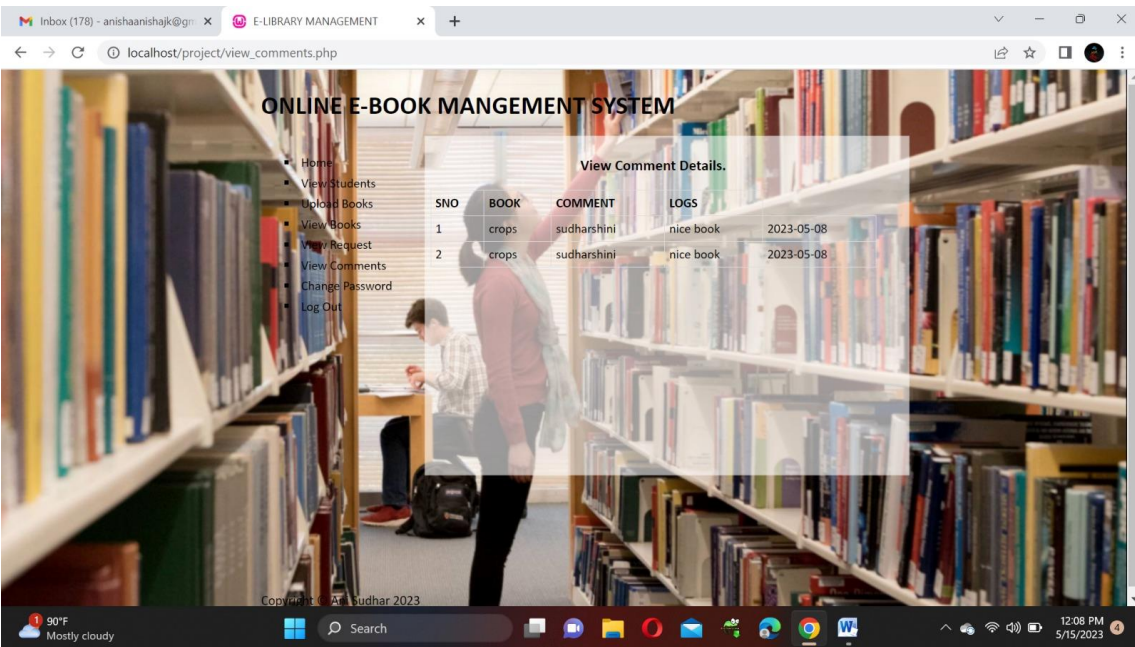 Inbox (178) - anishaanishajk@gm
E-LIBRARY MANAGEMENT
localhost/project/view_comments.php
ONLINE E-BOOK MANGEMENT SYSTEM
Home
View Students
Upload Books
View Books
View Request
View Comments
Change Password
Log Out
View Comment Details.
SNO BOOK COMMENT LOGS
1 crops sudharshini nice book 2023-05-08
2 crops sudharshini nice book 2023-05-08
Copyright © Ani Sudhar 2023
1
90°F
Mostly cloudy
Search
W
12:08 PM
5/15/2023
4